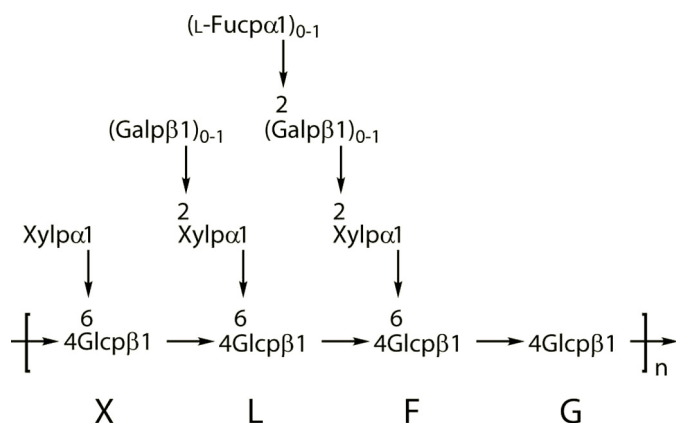 (L-Fucpα1)0-1
2
(Galpβ1)0-1 (Galpβ1)0-1
2 2
Xylpα1 Xylpα1 Xylpα1
6 6 6
[ 4Glcpβ1 4Glcpβ1 4Glcpβ1 4Glcpβ1 ]n
X L F G